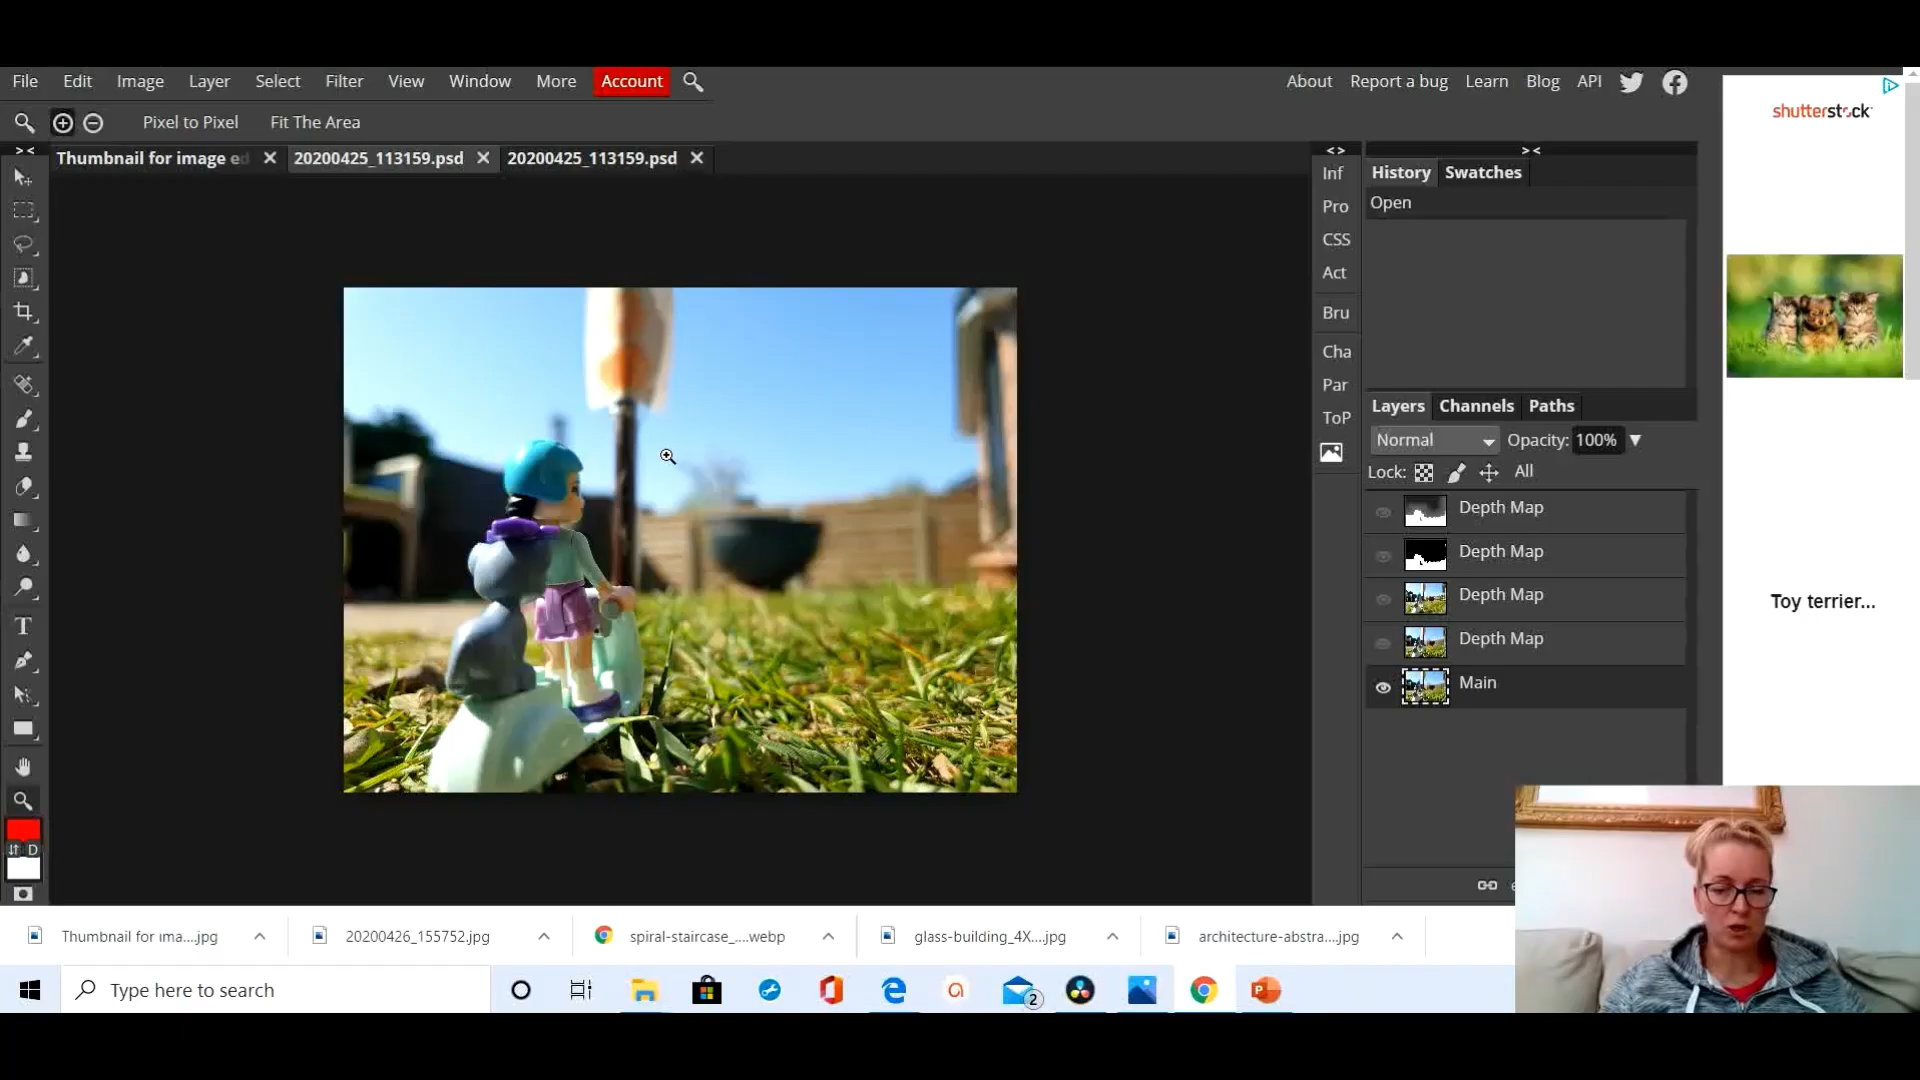 File Edit Image Layer Select Filter View Window More Account About Report a bug Learn Blog API
Pixel to Pixel Fit The Area
Thumbnail for image ed 20200425_113159.psd 20200425_113159.psd
shutterstock
Inf
Pro
CSS
Act
Bru
Cha
Par
ToP
History Swatches
Open
Layers Channels Paths
Normal Opacity: 100%
Lock: All
Depth Map
Depth Map
Depth Map
Depth Map
Main
Toy terrier...
T
D
Thumbnail for ima....jpg 20200426_155752.jpg spiral-staircase_....webp glass-building_4X....jpg architecture-abstra....jpg
Type here to search
2